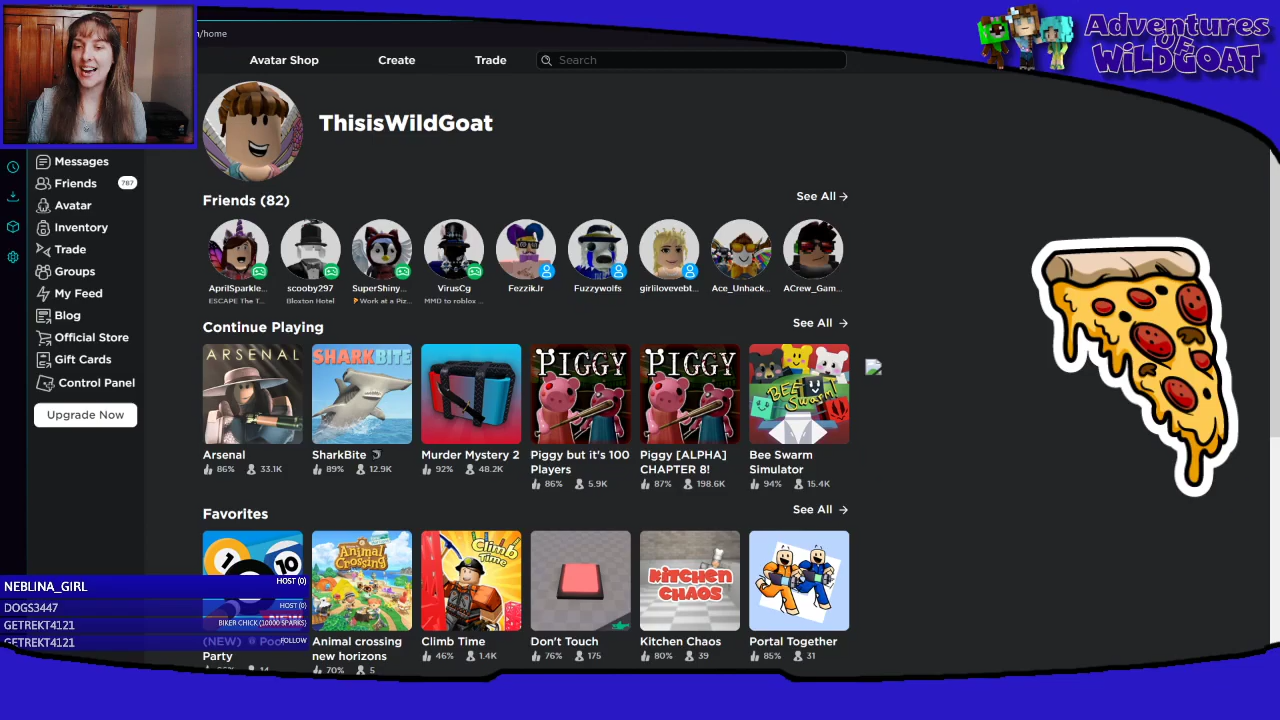 n/home
Adventures
OF
WiLDGOAT
Avatar Shop
Create
Trade
Search
ThisisWildGoat
Messages
Friends 787
Avatar
Inventory
Trade
Groups
My Feed
Blog
Official Store
Gift Cards
Control Panel
Upgrade Now
Friends (82)
See All →
AprilSparkle...
scooby297
SuperShiny...
VirusCg
FezzikJr
Fuzzywolfs
girlilovevebt...
Ace_Unhack...
ACrew_Gam...
ESCAPE The T...
Bloxton Hotel
Work at a Piz...
MMD to roblox ...
Continue Playing
See All →
ARSENAL
SHARKBITE
PIGGY
PIGGY
BEE Swarm
Arsenal
86% 33.1K
SharkBite
89% 12.9K
Murder Mystery 2
92% 48.2K
Piggy but it's 100
Players
86% 5.9K
Piggy [ALPHA]
CHAPTER 8!
87% 198.6K
Bee Swarm
Simulator
94% 15.4K
Favorites
See All →
1
10
Animal
Crossing
Climb
Time
KITCHEN
CHAOS
(NEW)
Party
Animal crossing
new horizons
70% 5
Climb Time
46% 1.4K
Don't Touch
76% 175
Kitchen Chaos
80% 39
Portal Together
85% 31
NEBLINA_GIRL HOST (0)
DOGS3447 HOST (0)
GETREKT4121 BIKER CHICK (10000 SPARKS)
GETREKT4121 FOLLOW